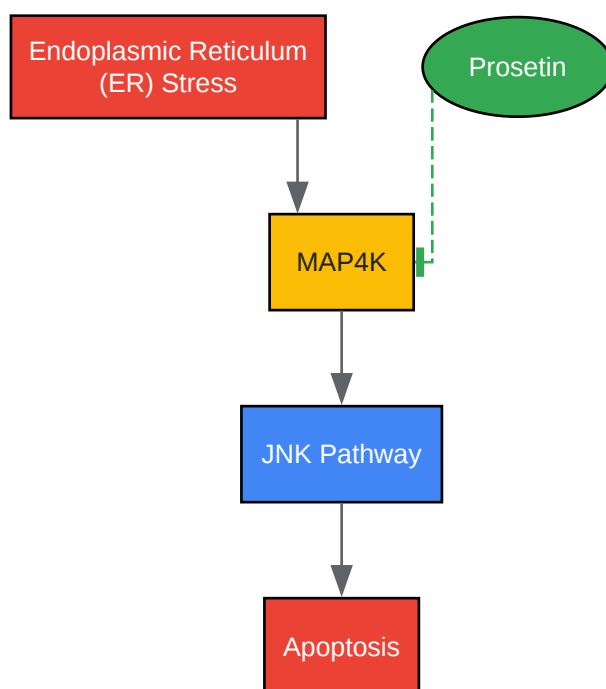 Endoplasmic Reticulum
(ER) Stress
Prosetin
MAP4K
JNK Pathway
Apoptosis